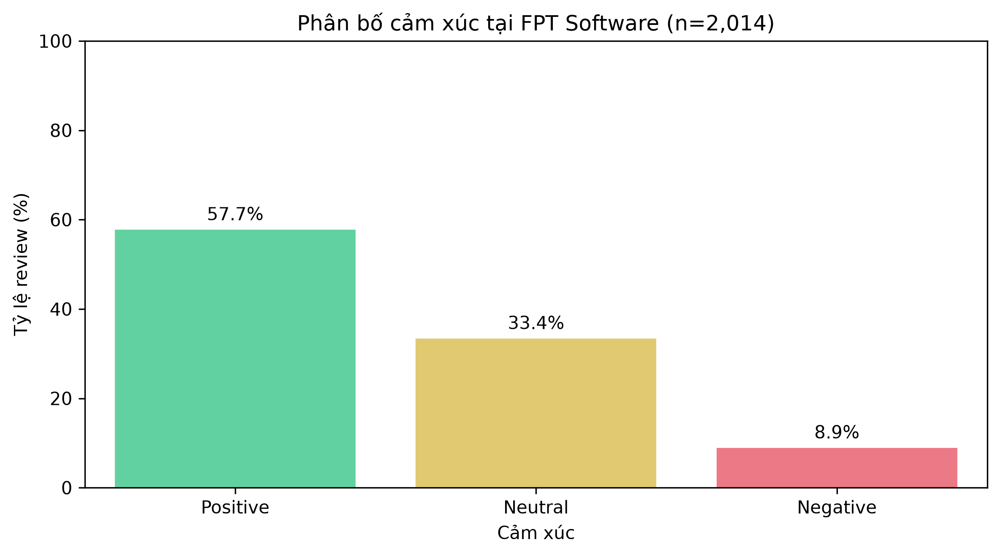 Phân bố cảm xúc tại FPT Software (n=2,014)
Tỷ lệ review (%)
100
80
60
40
20
0
57.7%
33.4%
8.9%
Positive
Neutral
Negative
Cảm xúc